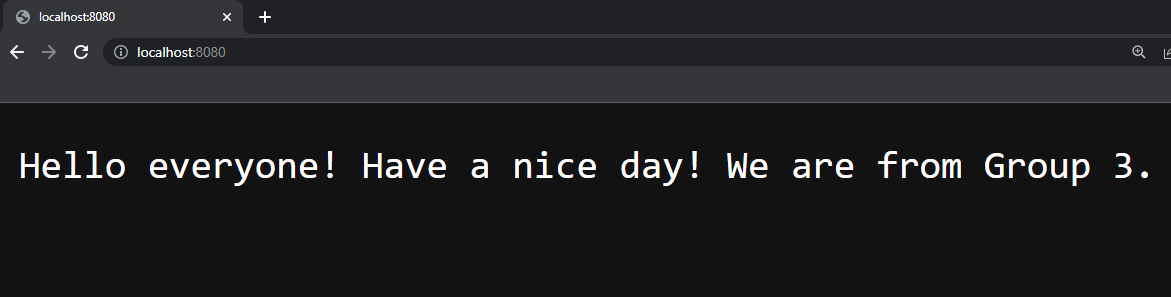 localhost:8080
localhost:8080
Hello everyone! Have a nice day! We are from Group 3.